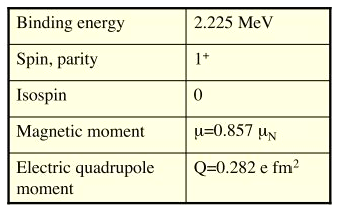 Binding energy 2.225 MeV
Spin, parity 1⁺
Isospin 0
Magnetic moment μ=0.857 μ_N
Electric quadrupole Q=0.282 e fm²
moment